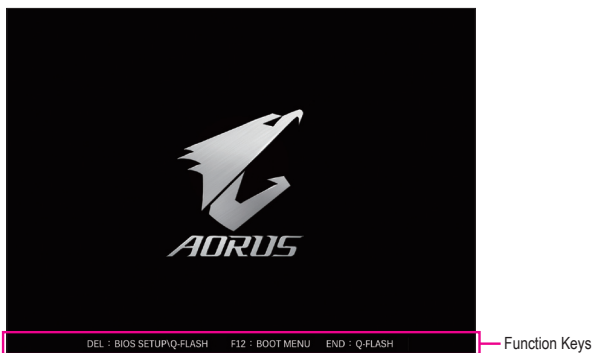 AORUS
DEL : BIOS SETUP\Q-FLASH F12 : BOOT MENU END : Q-FLASH
Function Keys